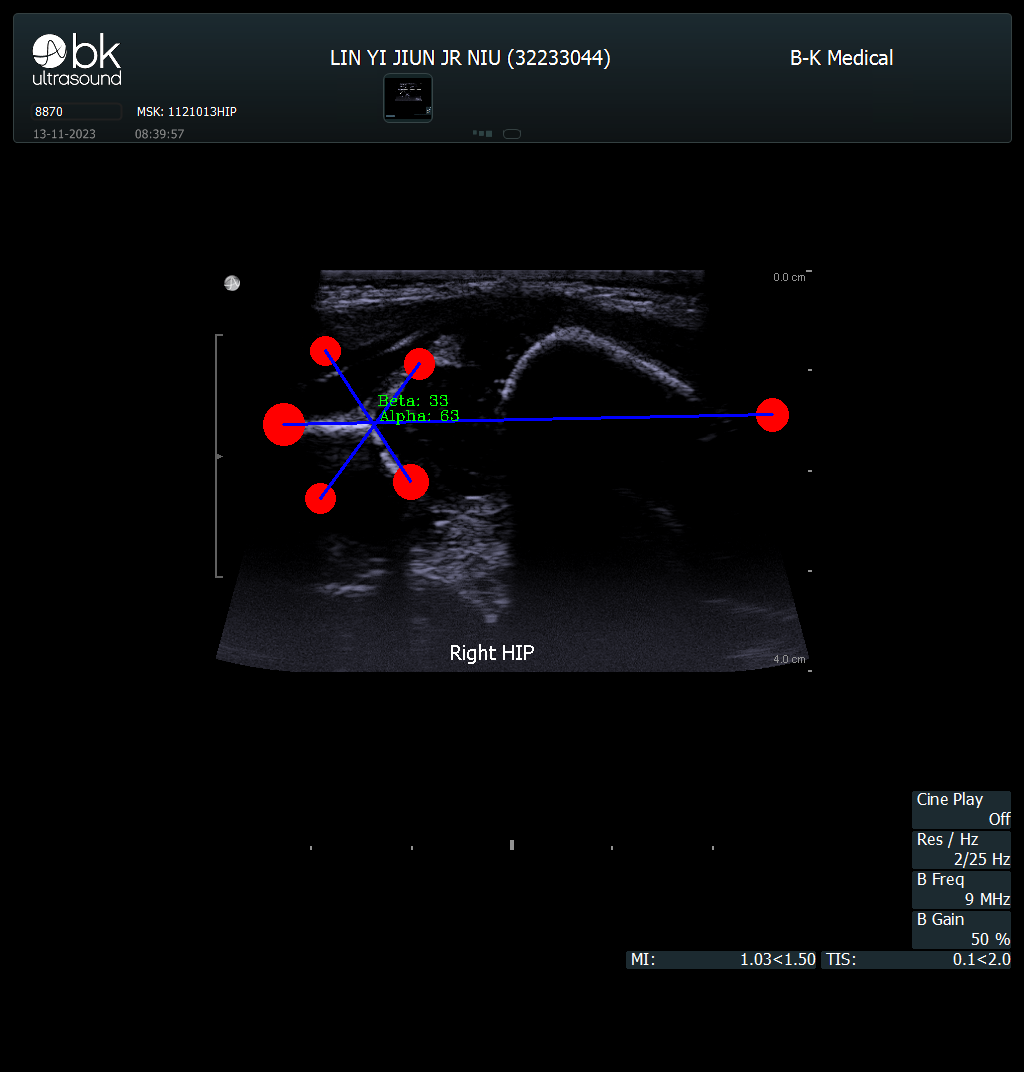 bk
ultrasound
LIN YI JIUN JR NIU (32233044)
B-K Medical
8870
MSK: 1121013HIP
13-11-2023
08:39:57
0.0 cm
Beta: 33
Alpha: 63
Right HIP
4.0 cm
Cine Play
Off
Res / Hz
2/25 Hz
B Freq
9 MHz
B Gain
50 %
MI: 1.03<1.50
TIS: 0.1<2.0